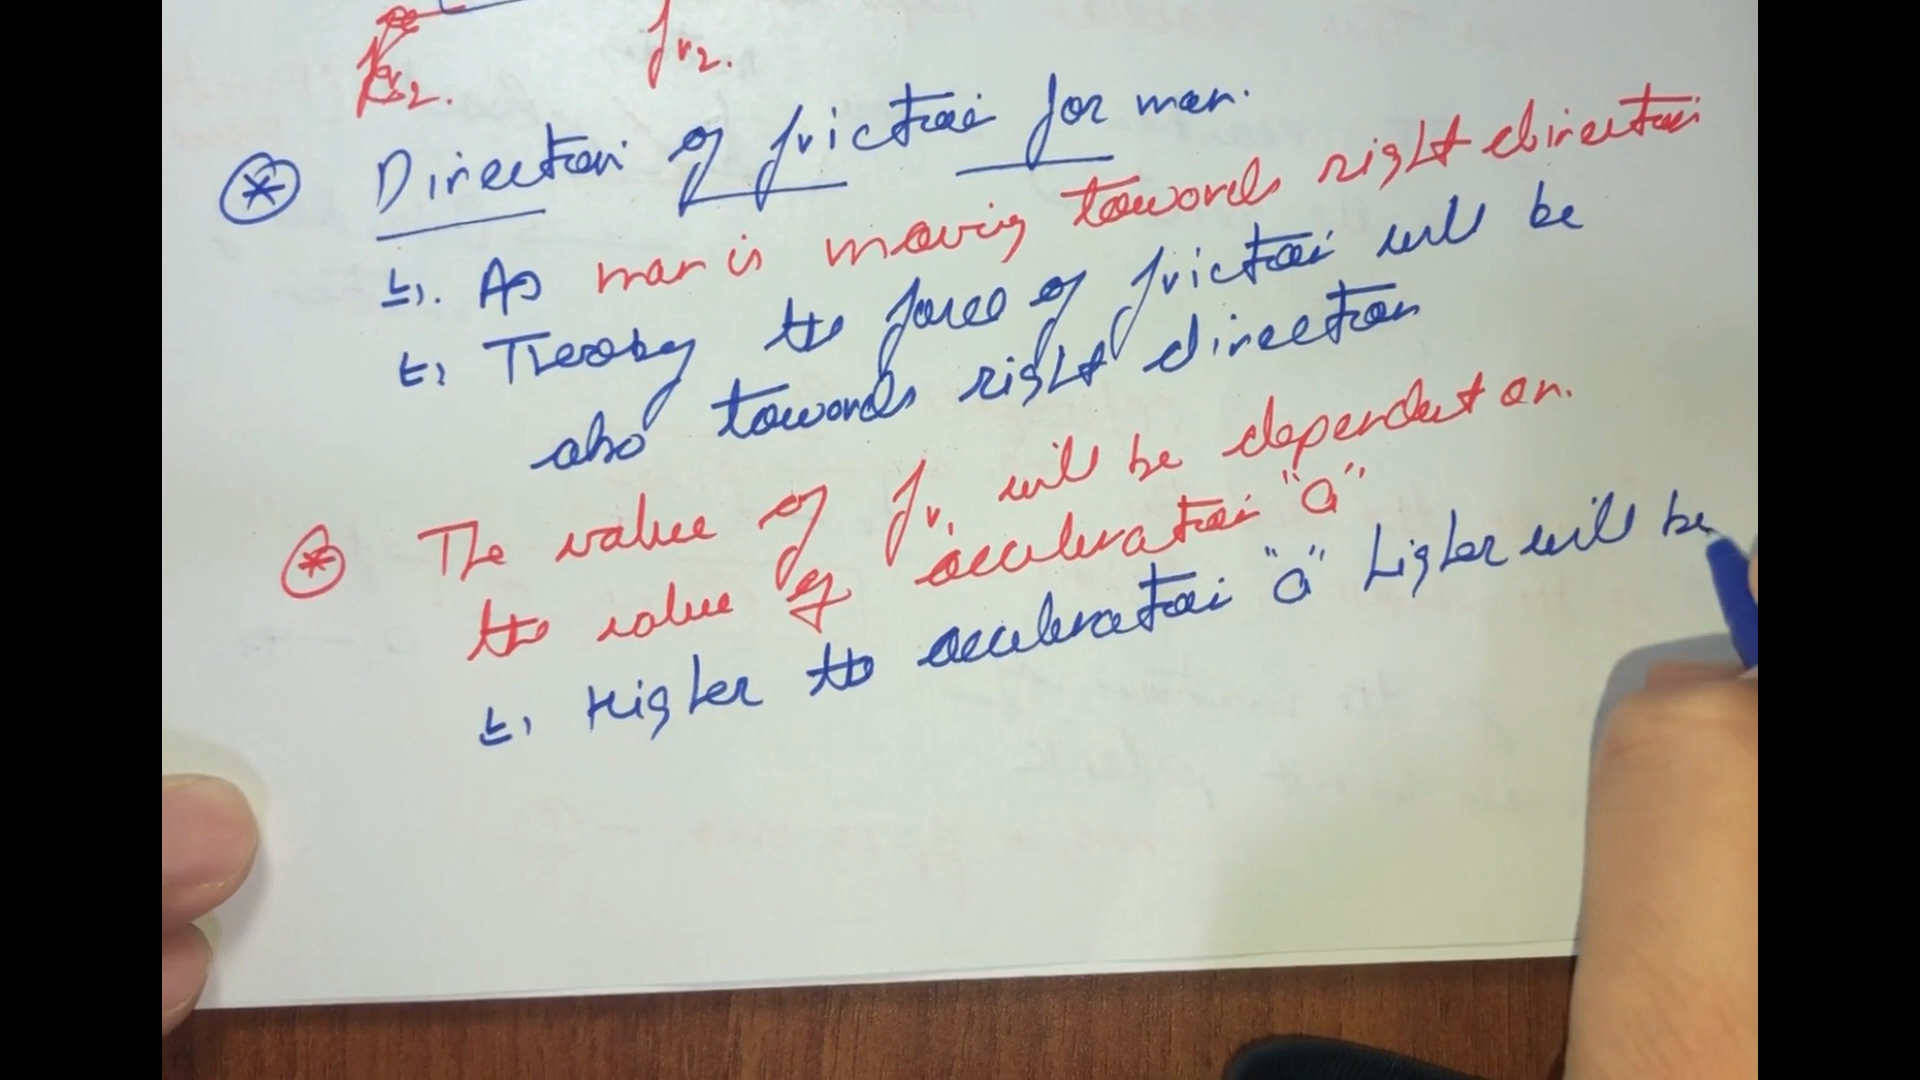 fr2. fr2.
* Direction of friction for man.
↳. As man is moving towards right direction
↳, Thereby the force of friction will be
also towards right direction
* The value of fr, will be dependent on.
the value of acceleration "a"
↳, Higher the acceleration "a" higher will be